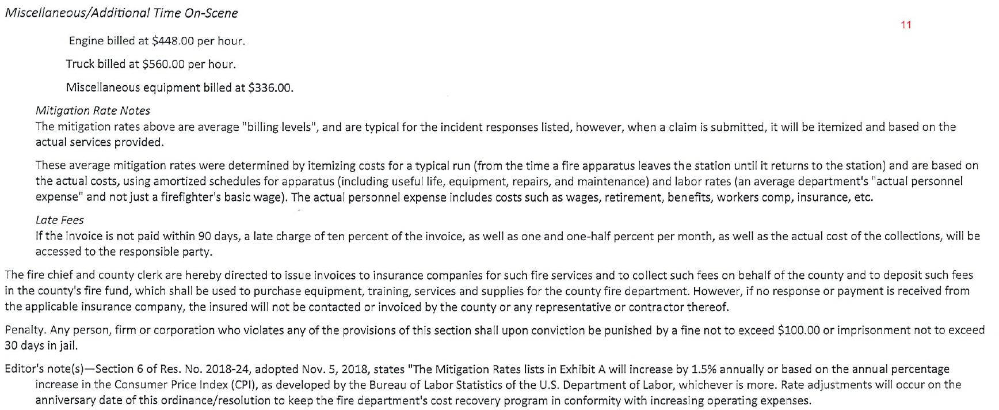 Miscellaneous/Additional Time On-Scene
11
Engine billed at $448.00 per hour.
Truck billed at $560.00 per hour.
Miscellaneous equipment billed at $336.00.
Mitigation Rate Notes
The mitigation rates above are average "billing levels", and are typical for the incident responses listed, however, when a claim is submitted, it will be itemized and based on the
actual services provided.
These average mitigation rates were determined by itemizing costs for a typical run (from the time a fire apparatus leaves the station until it returns to the station) and are based on
the actual costs, using amortized schedules for apparatus (including useful life, equipment, repairs, and maintenance) and labor rates (an average department's "actual personnel
expense" and not just a firefighter's basic wage). The actual personnel expense includes costs such as wages, retirement, benefits, workers comp, insurance, etc.
Late Fees
If the invoice is not paid within 90 days, a late charge of ten percent of the invoice, as well as one and one-half percent per month, as well as the actual cost of the collections, will be
accessed to the responsible party.
The fire chief and county clerk are hereby directed to issue invoices to insurance companies for such fire services and to collect such fees on behalf of the county and to deposit such fees
in the county's fire fund, which shall be used to purchase equipment, training, services and supplies for the county fire department. However, if no response or payment is received from
the applicable insurance company, the insured will not be contacted or invoiced by the county or any representative or contractor thereof.
Penalty. Any person, firm or corporation who violates any of the provisions of this section shall upon conviction be punished by a fine not to exceed $100.00 or imprisonment not to exceed
30 days in jail.
Editor's note(s)—Section 6 of Res. No. 2018-24, adopted Nov. 5, 2018, states "The Mitigation Rates lists in Exhibit A will increase by 1.5% annually or based on the annual percentage
increase in the Consumer Price Index (CPI), as developed by the Bureau of Labor Statistics of the U.S. Department of Labor, whichever is more. Rate adjustments will occur on the
anniversary date of this ordinance/resolution to keep the fire department's cost recovery program in conformity with increasing operating expenses.